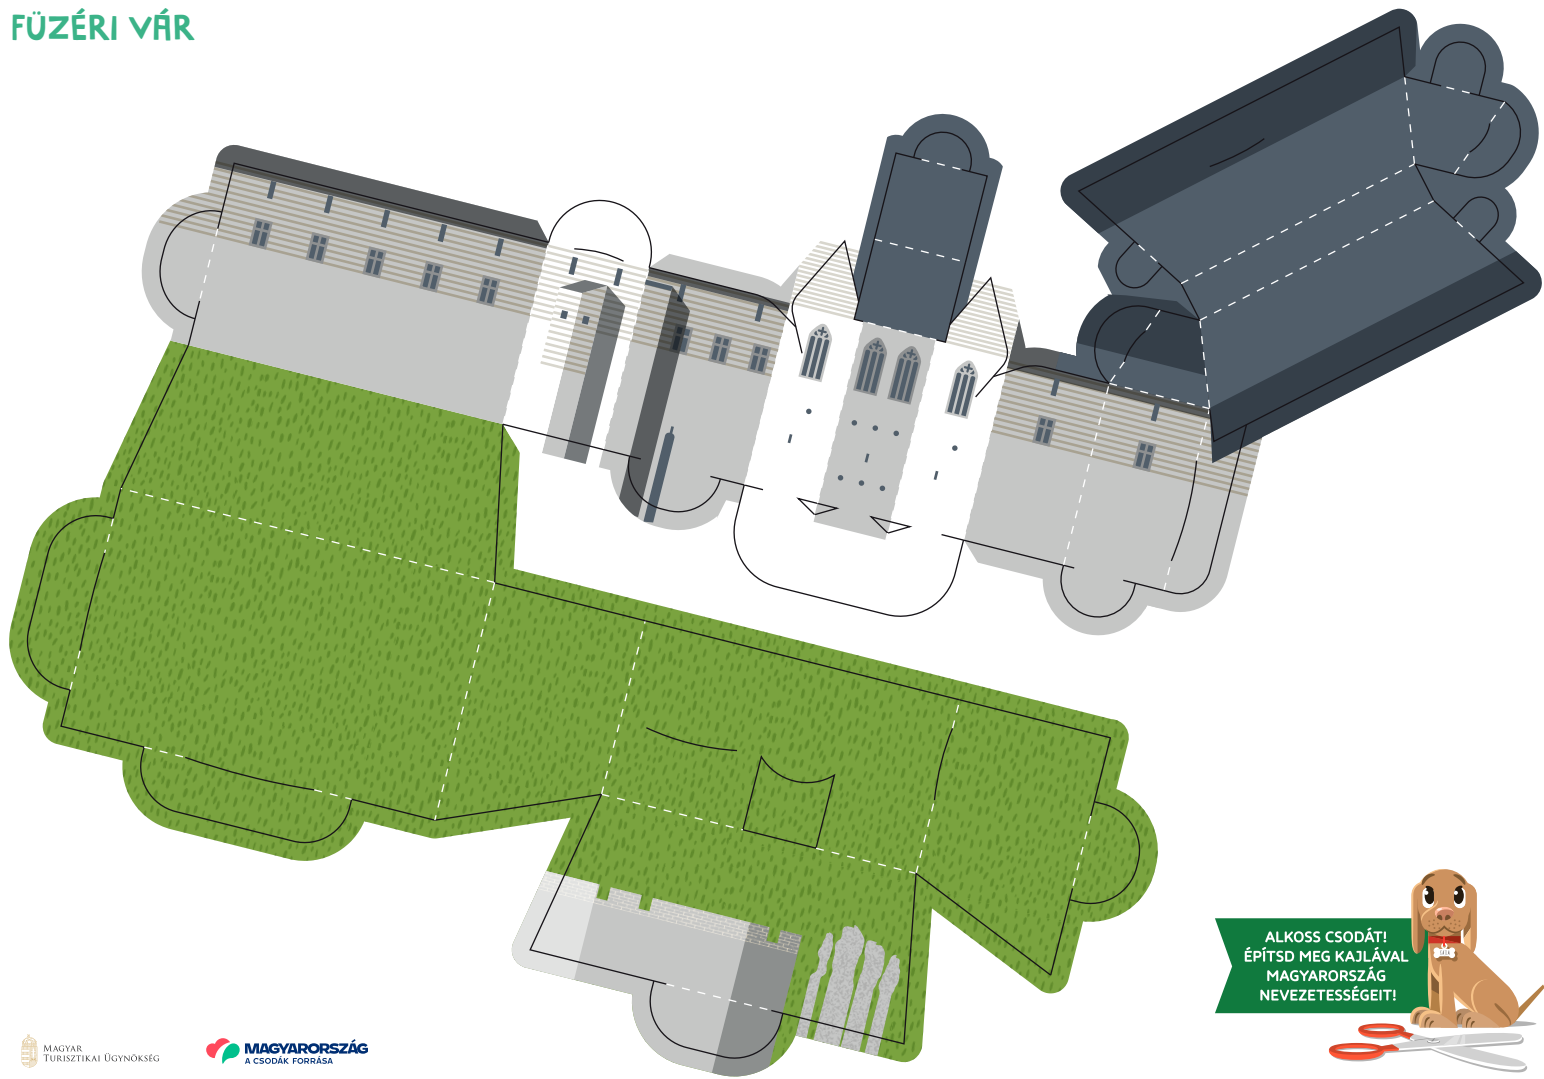 FÜZÉRI VÁR
ALKOSS CSODÁT!
ÉPÍTSD MEG KAJLÁVAL
MAGYARORSZÁG
NEVEZETESSÉGEIT!
MAGYAR
TURISZTIKAI ÜGYNÖKSÉG
MAGYARORSZÁG
A CSODÁK FORRÁSA